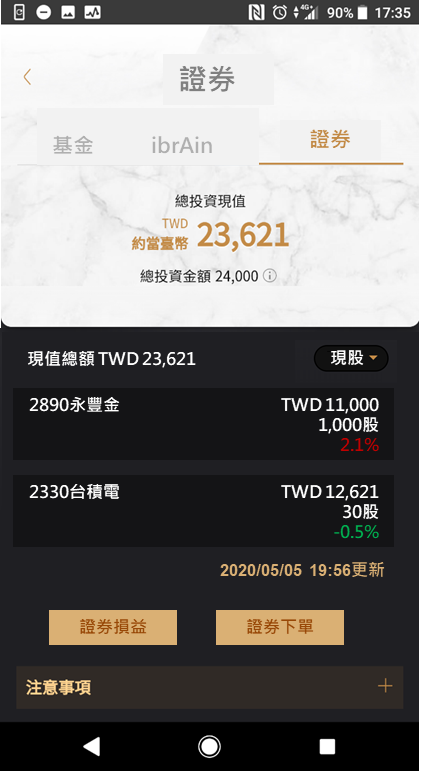 4G+ 90% 17:35
證券
基金 ibrAin 證券
總投資現值
TWD
約當臺幣 23,621
總投資金額 24,000
現值總額 TWD 23,621 現股
2890永豐金 TWD 11,000
1,000股
2.1%
2330台積電 TWD 12,621
30股
-0.5%
2020/05/05 19:56更新
證券損益 證券下單
注意事項